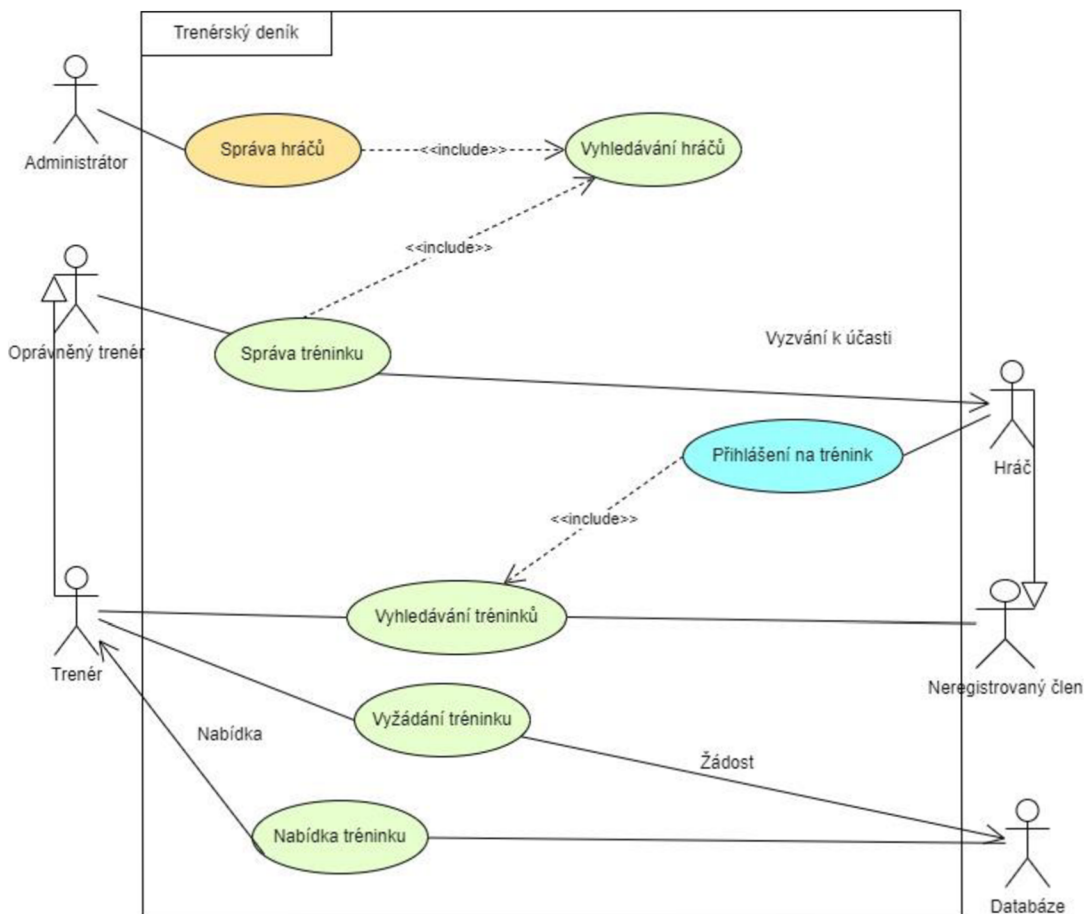 Trenérský deník
Administrátor
Správa hráčů
<<include>>
Vyhledávání hráčů
<<include>>
Oprávněný trenér
Správa tréninku
Vyzvání k účasti
Hráč
Přihlášení na trénink
<<include>>
Trenér
Vyhledávání tréninků
Neregistrovaný člen
Vyžádání tréninku
Nabídka
Žádost
Nabídka tréninku
Databáze